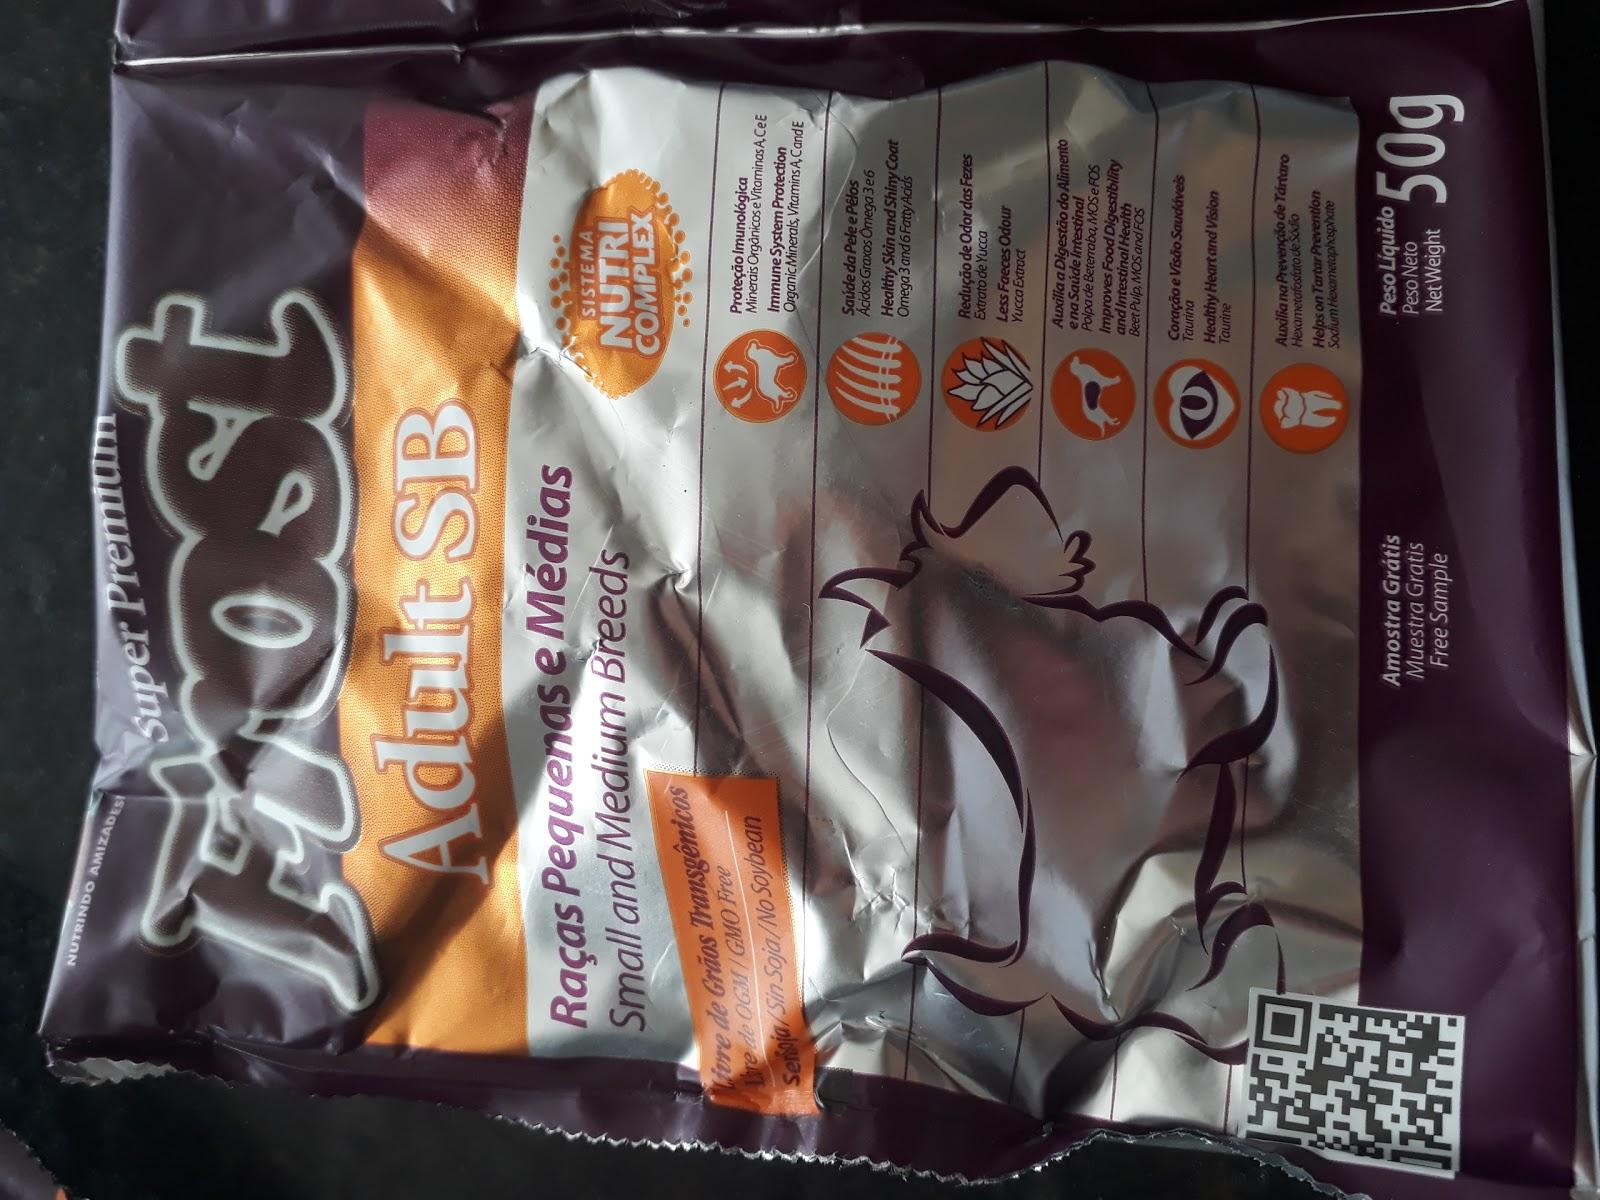 NUTRINDO AMIZADES!
Super Premium
Frost
Adult SB
Raças Pequenas e Médias
Small and Medium Breeds
SISTEMA
NUTRI
COMPLEX
Livre de Grãos Transgênicos
Livre de OGM / GMO Free
Sem Soja / Sin Soja / No Soybean
Proteção Imunológica
Minerais Orgânicos e Vitaminas A, C e E
Immune System Protection
Organic Minerals, Vitamins A, C and E
Saúde da Pele e Pêlos
Ácidos Graxos Ômega 3 e 6
Healthy Skin and Shiny Coat
Omega 3 and 6 Fatty Acids
Redução de Odor das Fezes
Extrato de Yucca
Less Faeces Odour
Yucca Extract
Auxilia a Digestão do Alimento
e na Saúde Intestinal
Polpa de Beterraba, MOS e FOS
Improves Food Digestibility
and Intestinal Health
Beet Pulp, MOS and FOS
Coração e Visão Saudáveis
Taurina
Healthy Heart and Vision
Taurine
Auxilia na Prevenção de Tártaro
Hexametafosfato de Sódio
Helps on Tartar Prevention
Sodium Hexametaphosphate
Amostra Grátis
Muestra Gratis
Free Sample
Peso Líquido
Peso Neto
Net Weight
50g